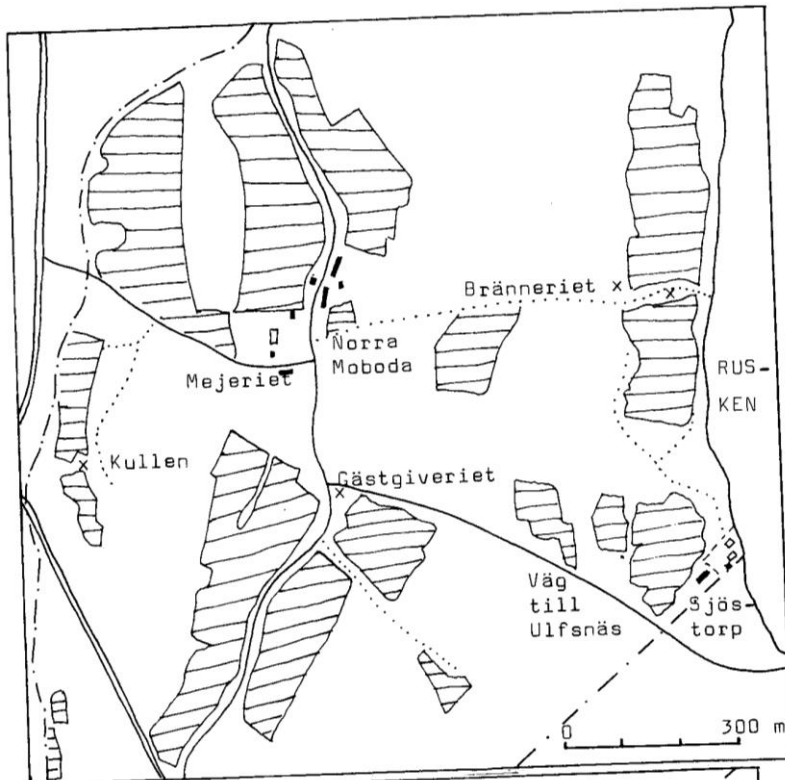 Bränneriet
Norra
Moboda
Mejeriet
RUS-
KEN
Kullen
Gästgiveriet
Väg
till
Ulfsnäs
Sjös-
torp
0 300 m